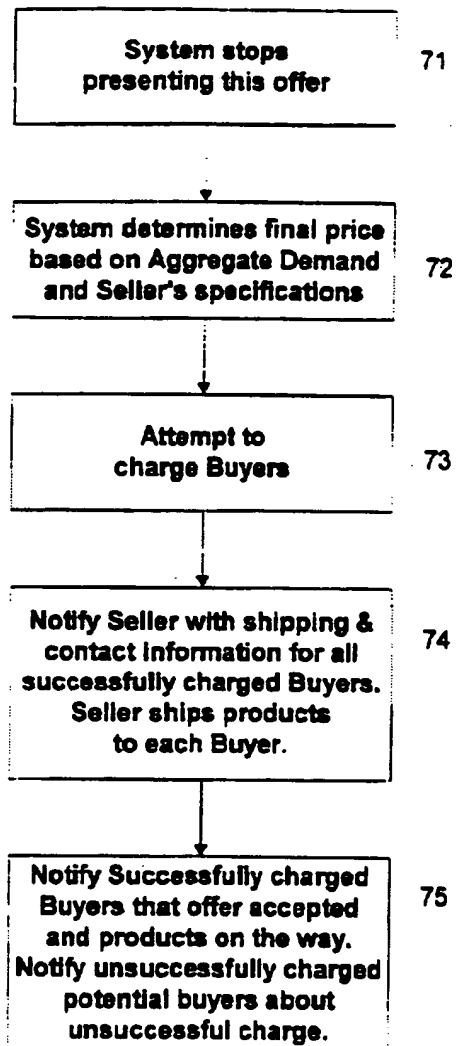 System stops
presenting this offer
71
System determines final price
based on Aggregate Demand
and Seller's specifications
72
Attempt to
charge Buyers
73
Notify Seller with shipping &
contact information for all
successfully charged Buyers.
Seller ships products
to each Buyer.
74
Notify Successfully charged
Buyers that offer accepted
and products on the way.
Notify unsuccessfully charged
potential buyers about
unsuccessful charge.
75